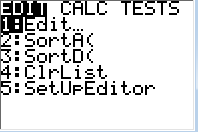 EDIT CALC TESTS
1:Edit…
2:SortA(
3:SortD(
4:ClrList
5:SetUpEditor